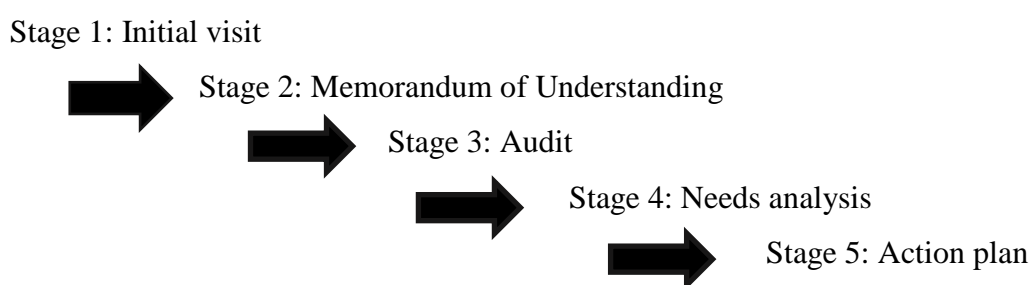 Stage 1: Initial visit
Stage 2: Memorandum of Understanding
Stage 3: Audit
Stage 4: Needs analysis
Stage 5: Action plan